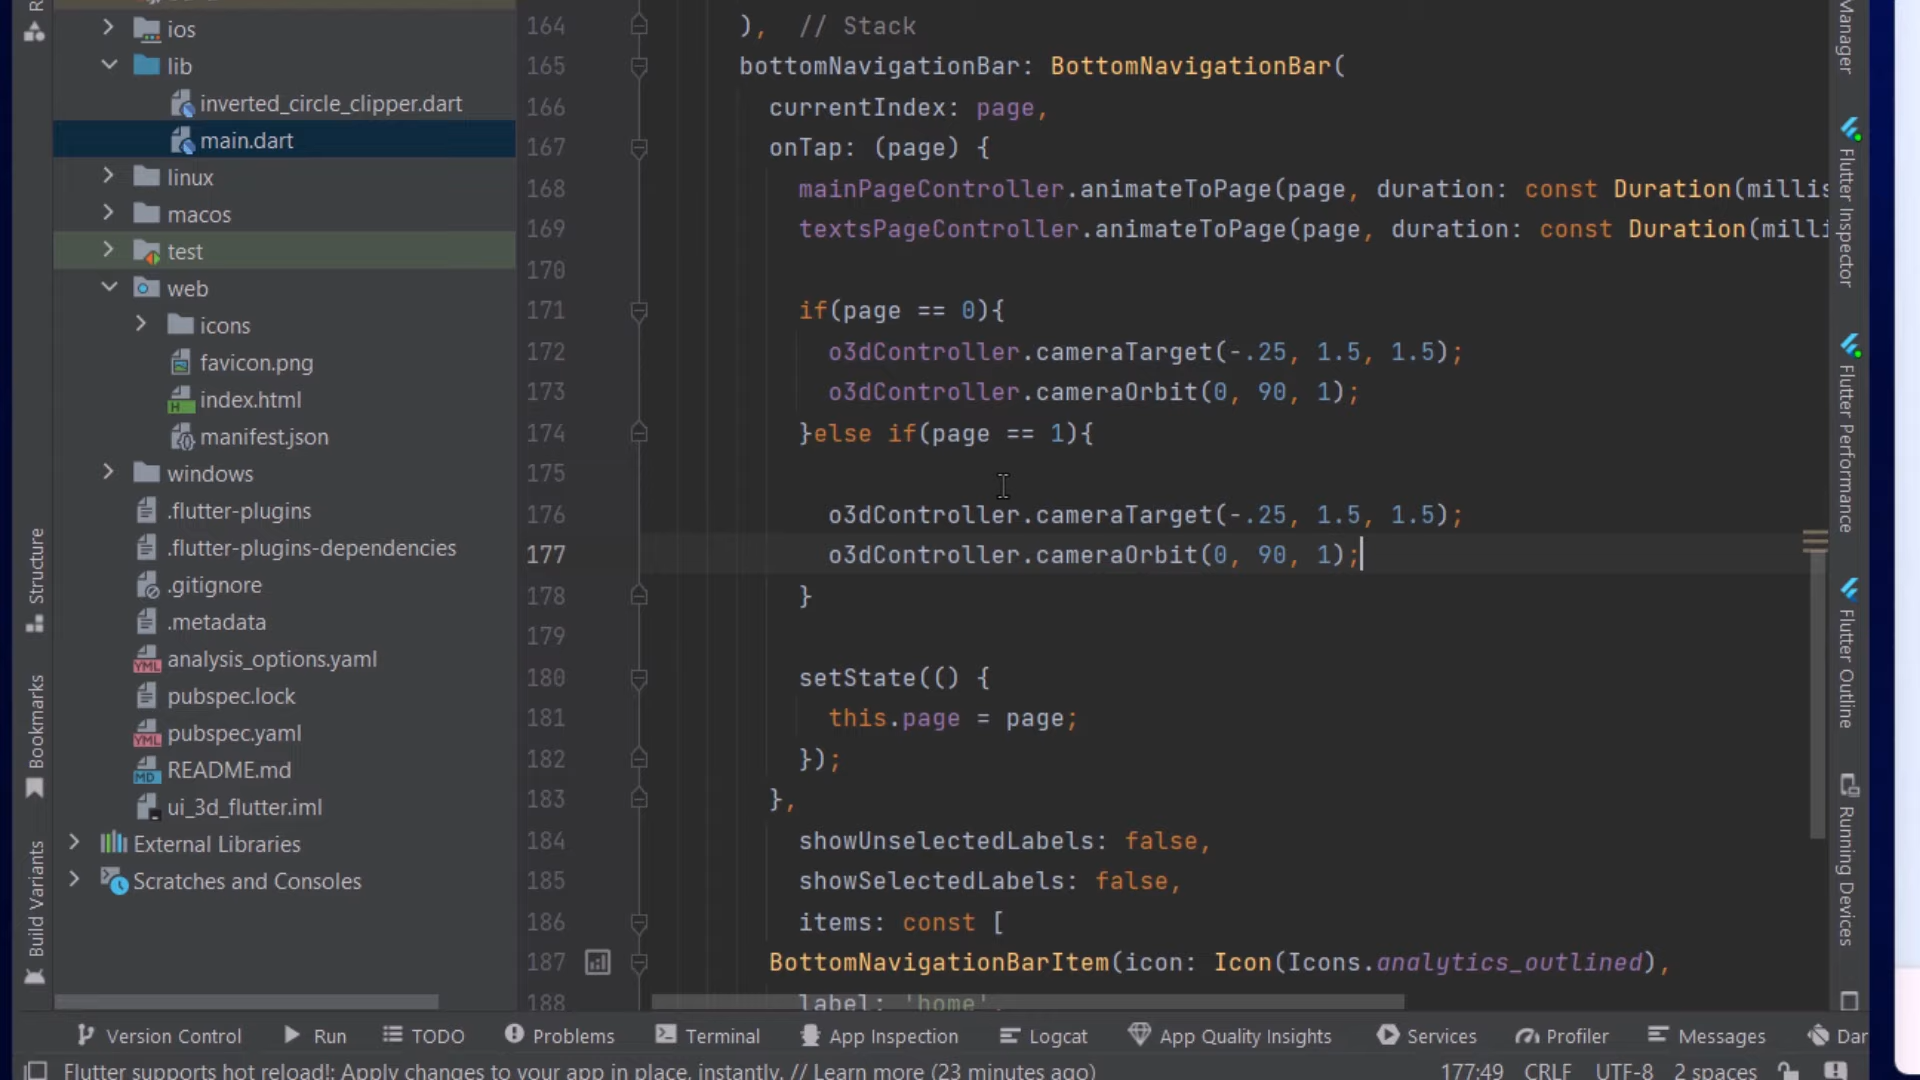 ios
lib
inverted_circle_clipper.dart
main.dart
linux
macos
test
web
icons
favicon.png
index.html
manifest.json
windows
.flutter-plugins
.flutter-plugins-dependencies
.gitignore
.metadata
analysis_options.yaml
pubspec.lock
pubspec.yaml
README.md
ui_3d_flutter.iml
External Libraries
Scratches and Consoles
Structure
Bookmarks
Build Variants
164 ), // Stack
165 bottomNavigationBar: BottomNavigationBar(
166 currentIndex: page,
167 onTap: (page) {
168 mainPageController.animateToPage(page, duration: const Duration(millis
169 textsPageController.animateToPage(page, duration: const Duration(milli
170
171 if(page == 0){
172 o3dController.cameraTarget(-.25, 1.5, 1.5);
173 o3dController.cameraOrbit(0, 90, 1);
174 }else if(page == 1){
175
176 o3dController.cameraTarget(-.25, 1.5, 1.5);
177 o3dController.cameraOrbit(0, 90, 1);
178 }
179
180 setState(() {
181 this.page = page;
182 });
183 },
184 showUnselectedLabels: false,
185 showSelectedLabels: false,
186 items: const [
187 BottomNavigationBarItem(icon: Icon(Icons.analytics_outlined),
188 label: 'home',
Manager
Flutter Inspector
Flutter Performance
Flutter Outline
Running Devices
Version Control Run TODO Problems Terminal App Inspection Logcat App Quality Insights Services Profiler Messages Dar
Flutter supports hot reload!: Apply changes to your app in place, instantly. // Learn more (23 minutes ago) 177:49 CRLF UTF-8 2 spaces